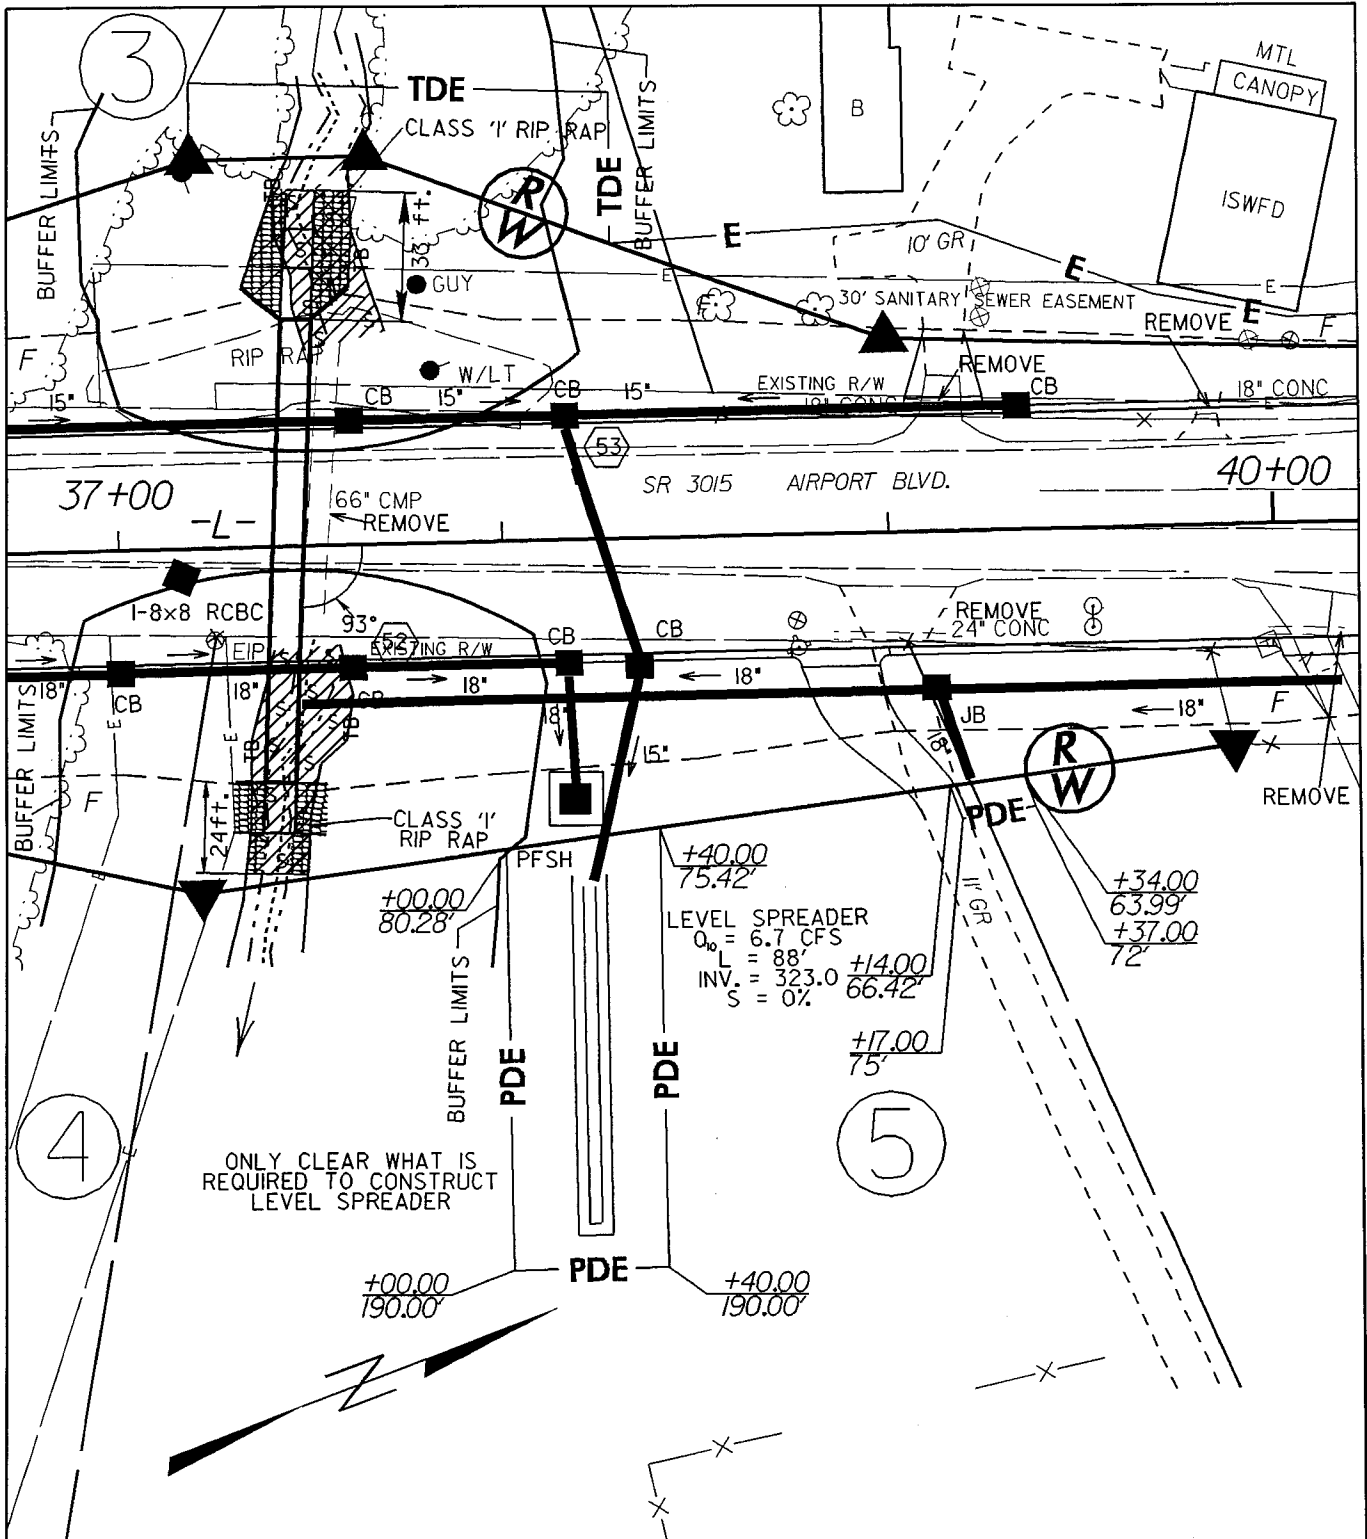 3
TDE
CLASS 'I' RIP RAP
BUFFER LIMITS
TB
36 ft.
TB
R
W
TDE
BUFFER LIMITS
B
MTL
CANOPY
ISWFD
E
10' GR
E
E
E
E
GUY
F
30' SANITARY SEWER EASEMENT
REMOVE
F
F
RIP RAP
W/LT
REMOVE
15"
CB
15"
CB
15"
EXISTING R/W
18" CONC
CB
18" CONC
E
53
37+00
SR 3015
AIRPORT BLVD.
40+00
-L-
66" CMP
REMOVE
1-8x8 RCBC
93°
52
REMOVE
24" CONC
EIP
EXISTING R/W
CB
CB
18"
CB
18"
CB
18"
18"
18"
F
E
TB
TB
18"
15"
18"
JB
R
W
BUFFER LIMITS
F
24ft.
CLASS 'I'
RIP RAP
PFSH
PDE
REMOVE
+00.00
80.28'
+40.00
75.42'
11' GR
+34.00
63.99'
+37.00
72'
LEVEL SPREADER
Q10 = 6.7 CFS
L = 88'
INV. = 323.0
S = 0%
+14.00
66.42'
+17.00
75'
BUFFER LIMITS
PDE
PDE
4
E
5
ONLY CLEAR WHAT IS
REQUIRED TO CONSTRUCT
LEVEL SPREADER
PDE
+00.00
190.00'
+40.00
190.00'
Z